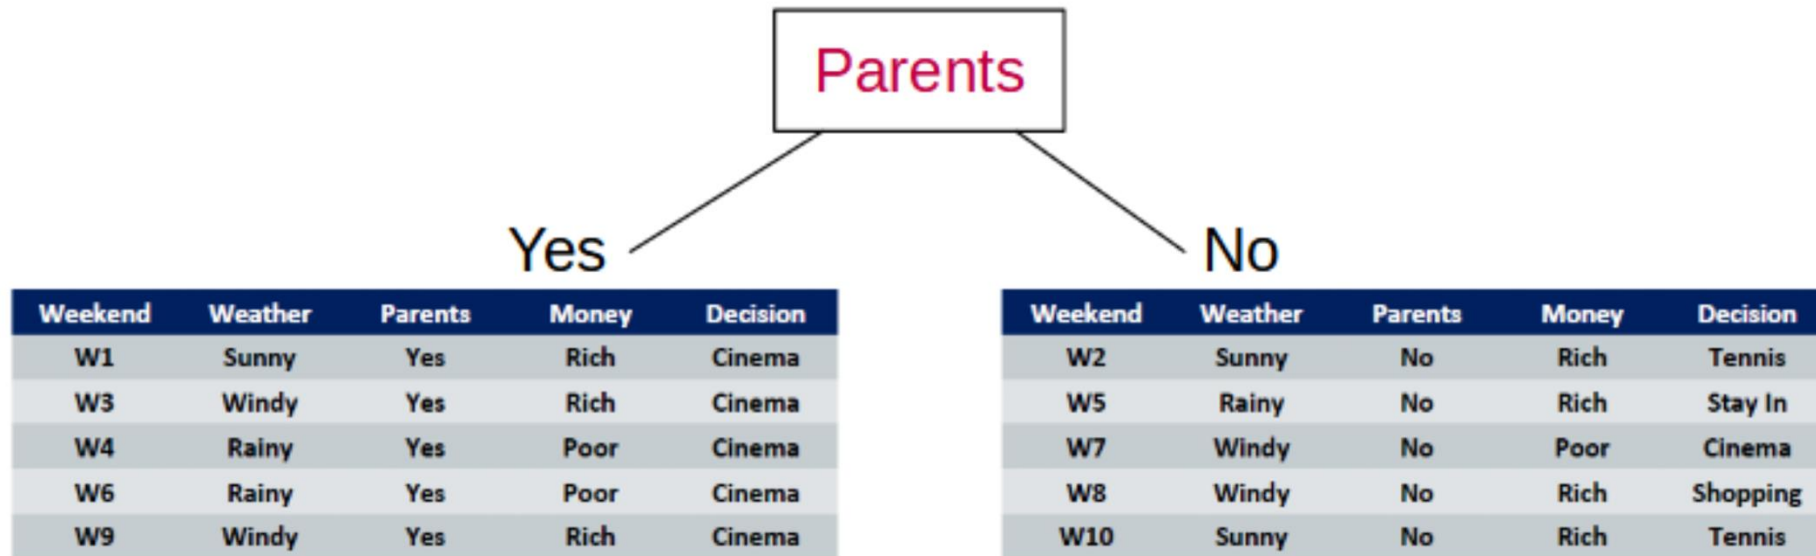 Parents
Yes
No
Weekend Weather Parents Money Decision
W1 Sunny Yes Rich Cinema
W3 Windy Yes Rich Cinema
W4 Rainy Yes Poor Cinema
W6 Rainy Yes Poor Cinema
W9 Windy Yes Rich Cinema
Weekend Weather Parents Money Decision
W2 Sunny No Rich Tennis
W5 Rainy No Rich Stay In
W7 Windy No Poor Cinema
W8 Windy No Rich Shopping
W10 Sunny No Rich Tennis